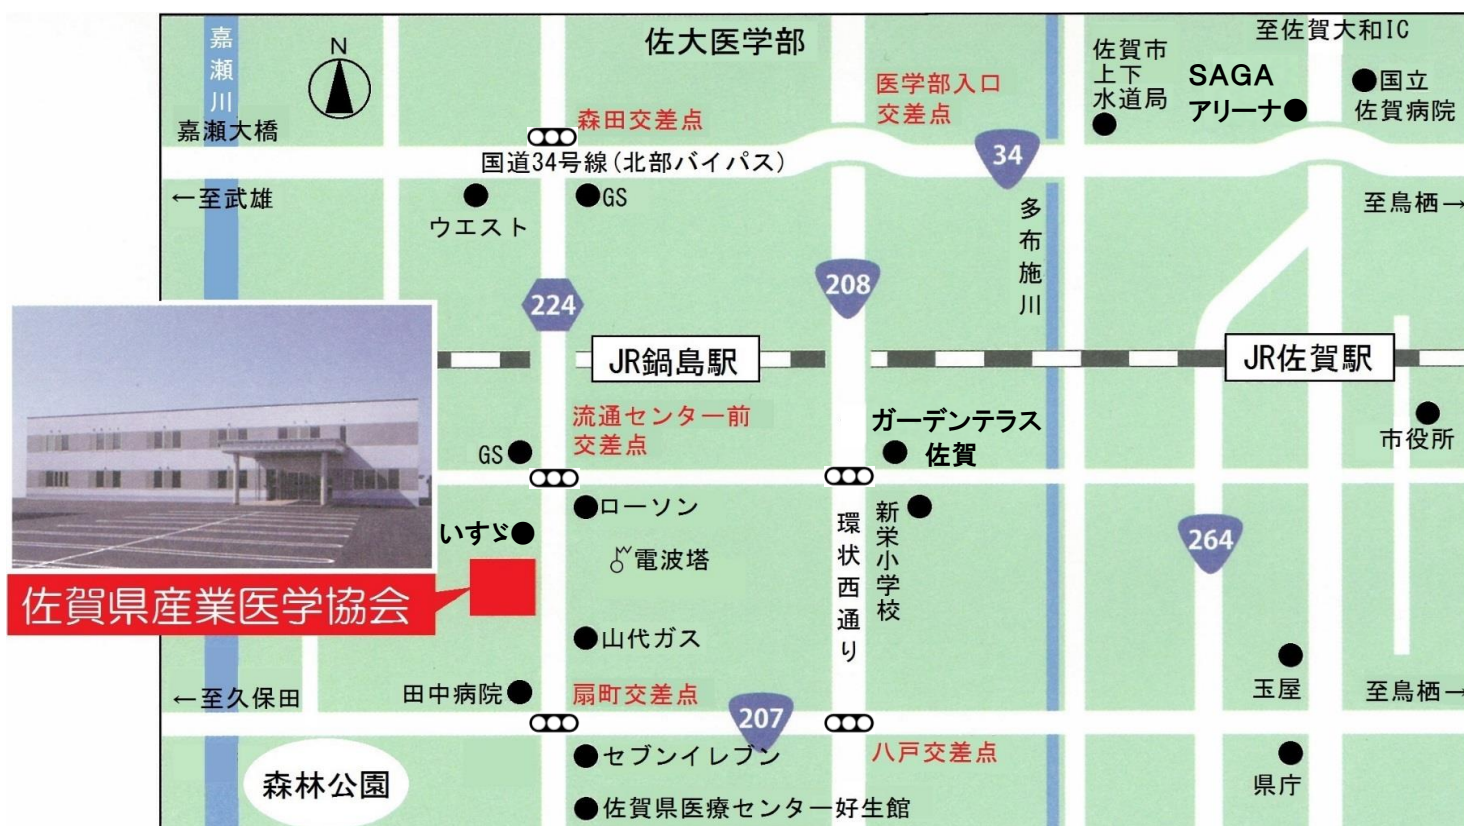 嘉瀬川
N
佐大医学部
至佐賀大和IC
佐賀市
上下
水道局
SAGA
アリーナ
国立
佐賀病院
医学部入口
交差点
森田交差点
嘉瀬大橋
国道34号線(北部バイパス)
34
←至武雄
ウエスト
GS
多布施川
至鳥栖→
224
208
JR鍋島駅
JR佐賀駅
流通センター前
交差点
GS
ガーデンテラス
佐賀
市役所
ローソン
いすゞ
電波塔
環状西通り
新栄小学校
264
佐賀県産業医学協会
山代ガス
←至久保田
田中病院
扇町交差点
207
玉屋
至鳥栖→
セブンイレブン
八戸交差点
森林公園
県庁
佐賀県医療センター好生館